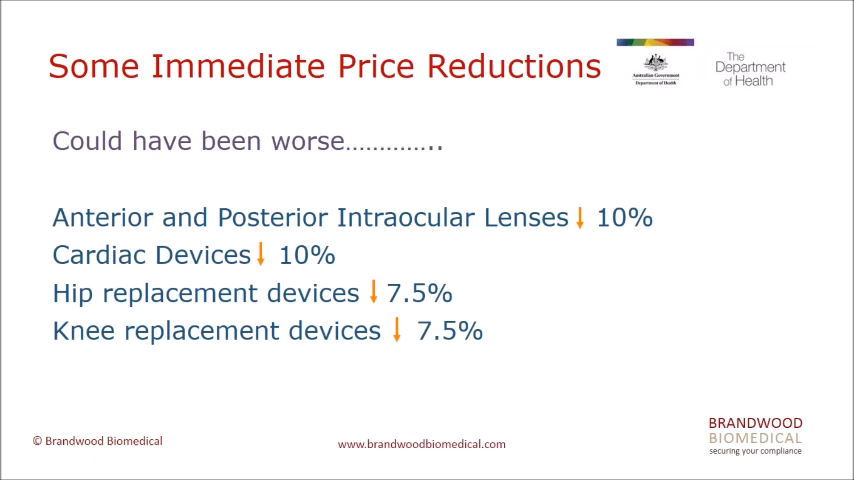 Some Immediate Price Reductions
Australian Government
Department of Health
The
Department
of Health
Could have been worse…………..
Anterior and Posterior Intraocular Lenses ↓ 10%
Cardiac Devices ↓ 10%
Hip replacement devices ↓ 7.5%
Knee replacement devices ↓ 7.5%
© Brandwood Biomedical
www.brandwoodbiomedical.com
BRANDWOOD
BIOMEDICAL
securing your compliance